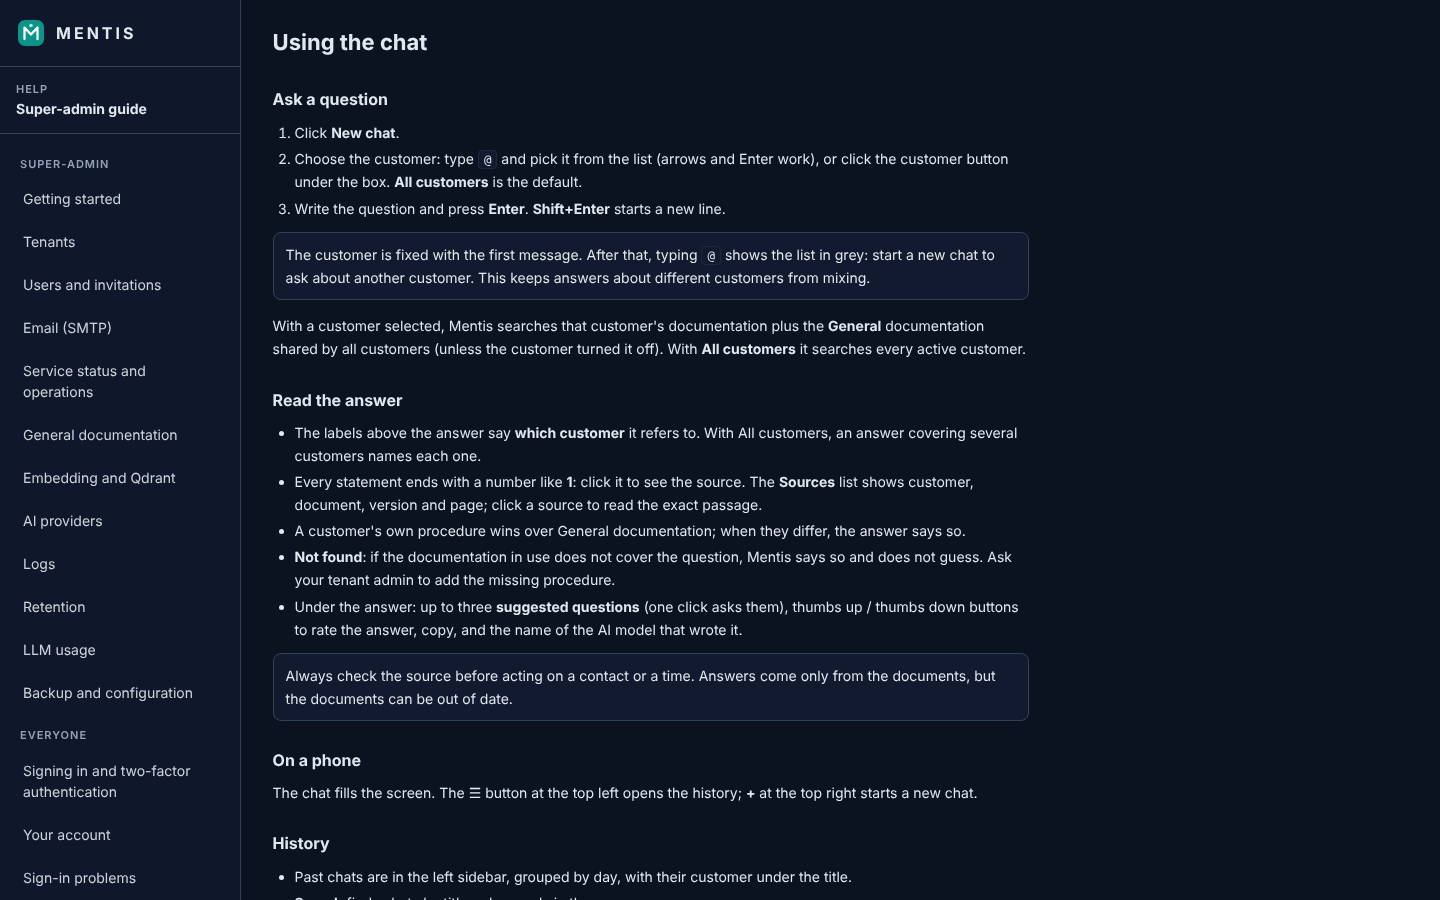 MENTIS
HELP
Super-admin guide
SUPER-ADMIN
Getting started
Tenants
Users and invitations
Email (SMTP)
Service status and
operations
General documentation
Embedding and Qdrant
AI providers
Logs
Retention
LLM usage
Backup and configuration
EVERYONE
Signing in and two-factor
authentication
Your account
Sign-in problems
Using the chat
Ask a question
1. Click New chat.
2. Choose the customer: type @ and pick it from the list (arrows and Enter work), or click the customer button
under the box. All customers is the default.
3. Write the question and press Enter. Shift+Enter starts a new line.
The customer is fixed with the first message. After that, typing @ shows the list in grey: start a new chat to
ask about another customer. This keeps answers about different customers from mixing.
With a customer selected, Mentis searches that customer's documentation plus the General documentation
shared by all customers (unless the customer turned it off). With All customers it searches every active customer.
Read the answer
• The labels above the answer say which customer it refers to. With All customers, an answer covering several
customers names each one.
• Every statement ends with a number like 1: click it to see the source. The Sources list shows customer,
document, version and page; click a source to read the exact passage.
• A customer's own procedure wins over General documentation; when they differ, the answer says so.
• Not found: if the documentation in use does not cover the question, Mentis says so and does not guess. Ask
your tenant admin to add the missing procedure.
• Under the answer: up to three suggested questions (one click asks them), thumbs up / thumbs down buttons
to rate the answer, copy, and the name of the AI model that wrote it.
Always check the source before acting on a contact or a time. Answers come only from the documents, but
the documents can be out of date.
On a phone
The chat fills the screen. The ☰ button at the top left opens the history; + at the top right starts a new chat.
History
• Past chats are in the left sidebar, grouped by day, with their customer under the title.